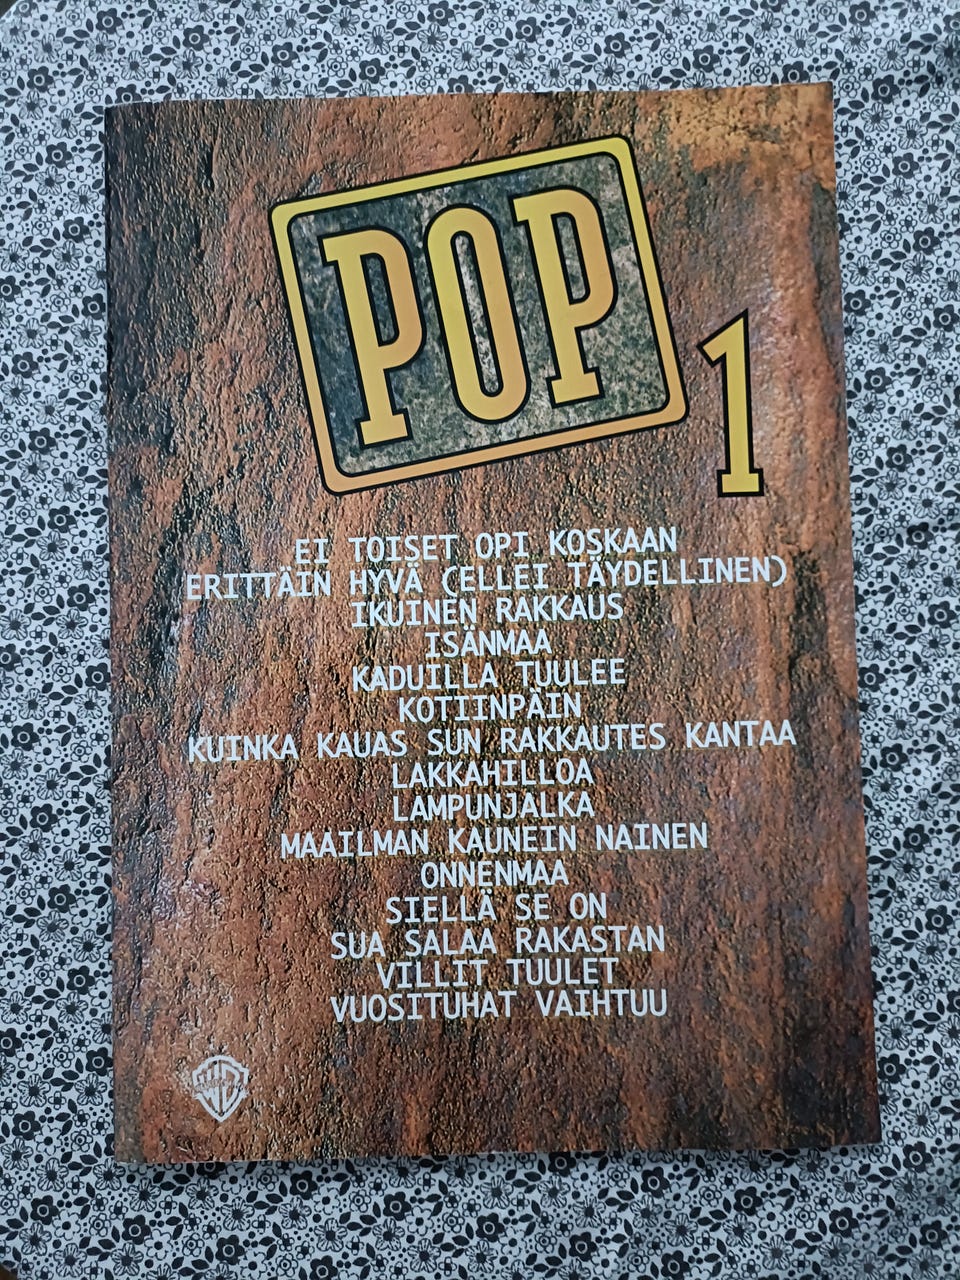 POP
1
EI TOISET OPI KOSKAAN
ERITTÄIN HYVÄ (ELLEI TÄYDELLINEN)
IKUINEN RAKKAUS
ISÄNMAA
KADUILLA TUULEE
KOTIINPÄIN
KUINKA KAUAS SUN RAKKAUTES KANTAA
LAKKAHILLOA
LAMPUNJALKA
MAAILMAN KAUNEIN NAINEN
ONNENMAA
SIELLÄ SE ON
SUA SALAA RAKASTAN
VILLIT TUULET
VUOSITUHAT VAIHTUU